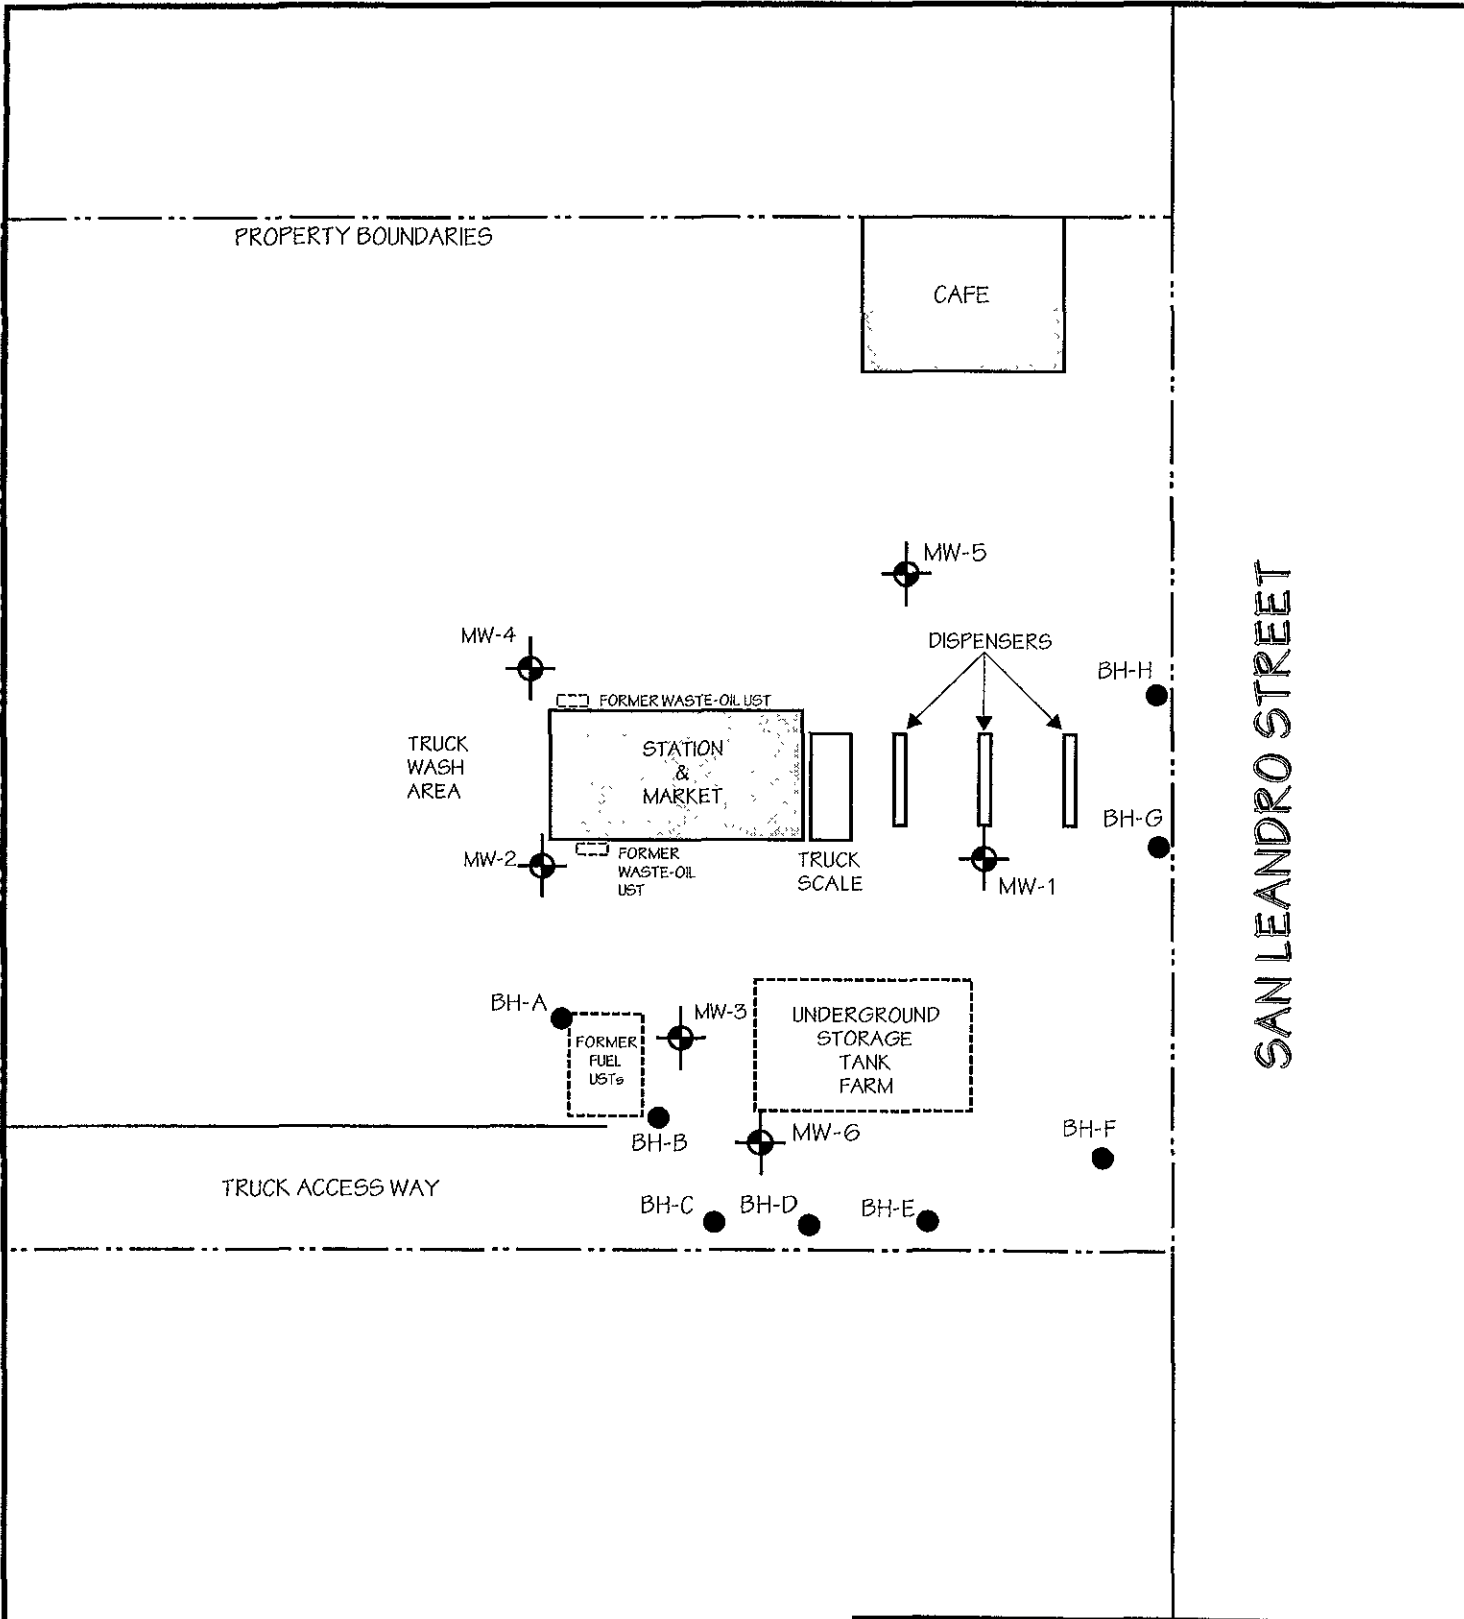 PROPERTY BOUNDARIES
CAFE
MW-5
DISPENSERS
MW-4
BH-H
FORMER WASTE-OIL UST
TRUCK
WASH
AREA
STATION
&
MARKET
BH-G
MW-2
FORMER
WASTE-OIL
UST
TRUCK
SCALE
MW-1
SAN LEANDRO STREET
BH-A
MW-3
FORMER
FUEL
USTs
UNDERGROUND
STORAGE
TANK
FARM
BH-B
MW-6
BH-F
TRUCK ACCESS WAY
BH-C
BH-D
BH-E